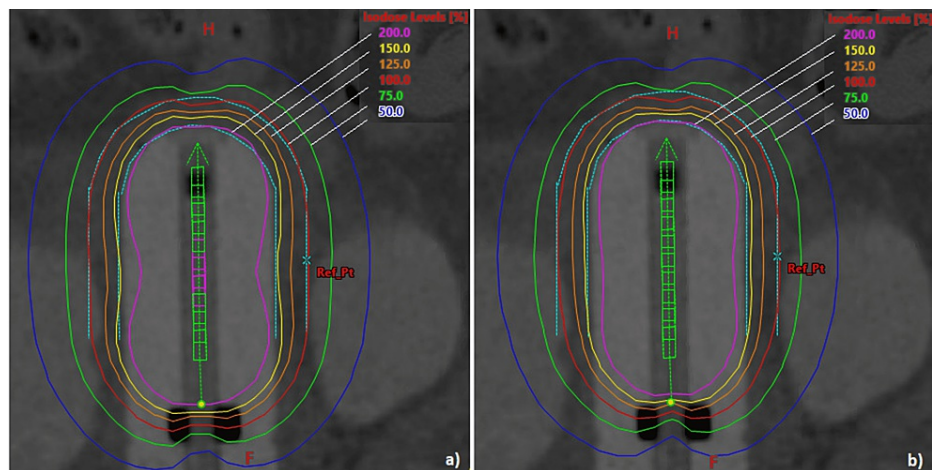 H
Isodose Levels [%]
200.0
150.0
125.0
100.0
75.0
50.0
Ref_Pt
F
a)
H
Isodose Levels [%]
200.0
150.0
125.0
100.0
75.0
50.0
Ref_Pt
F
b)